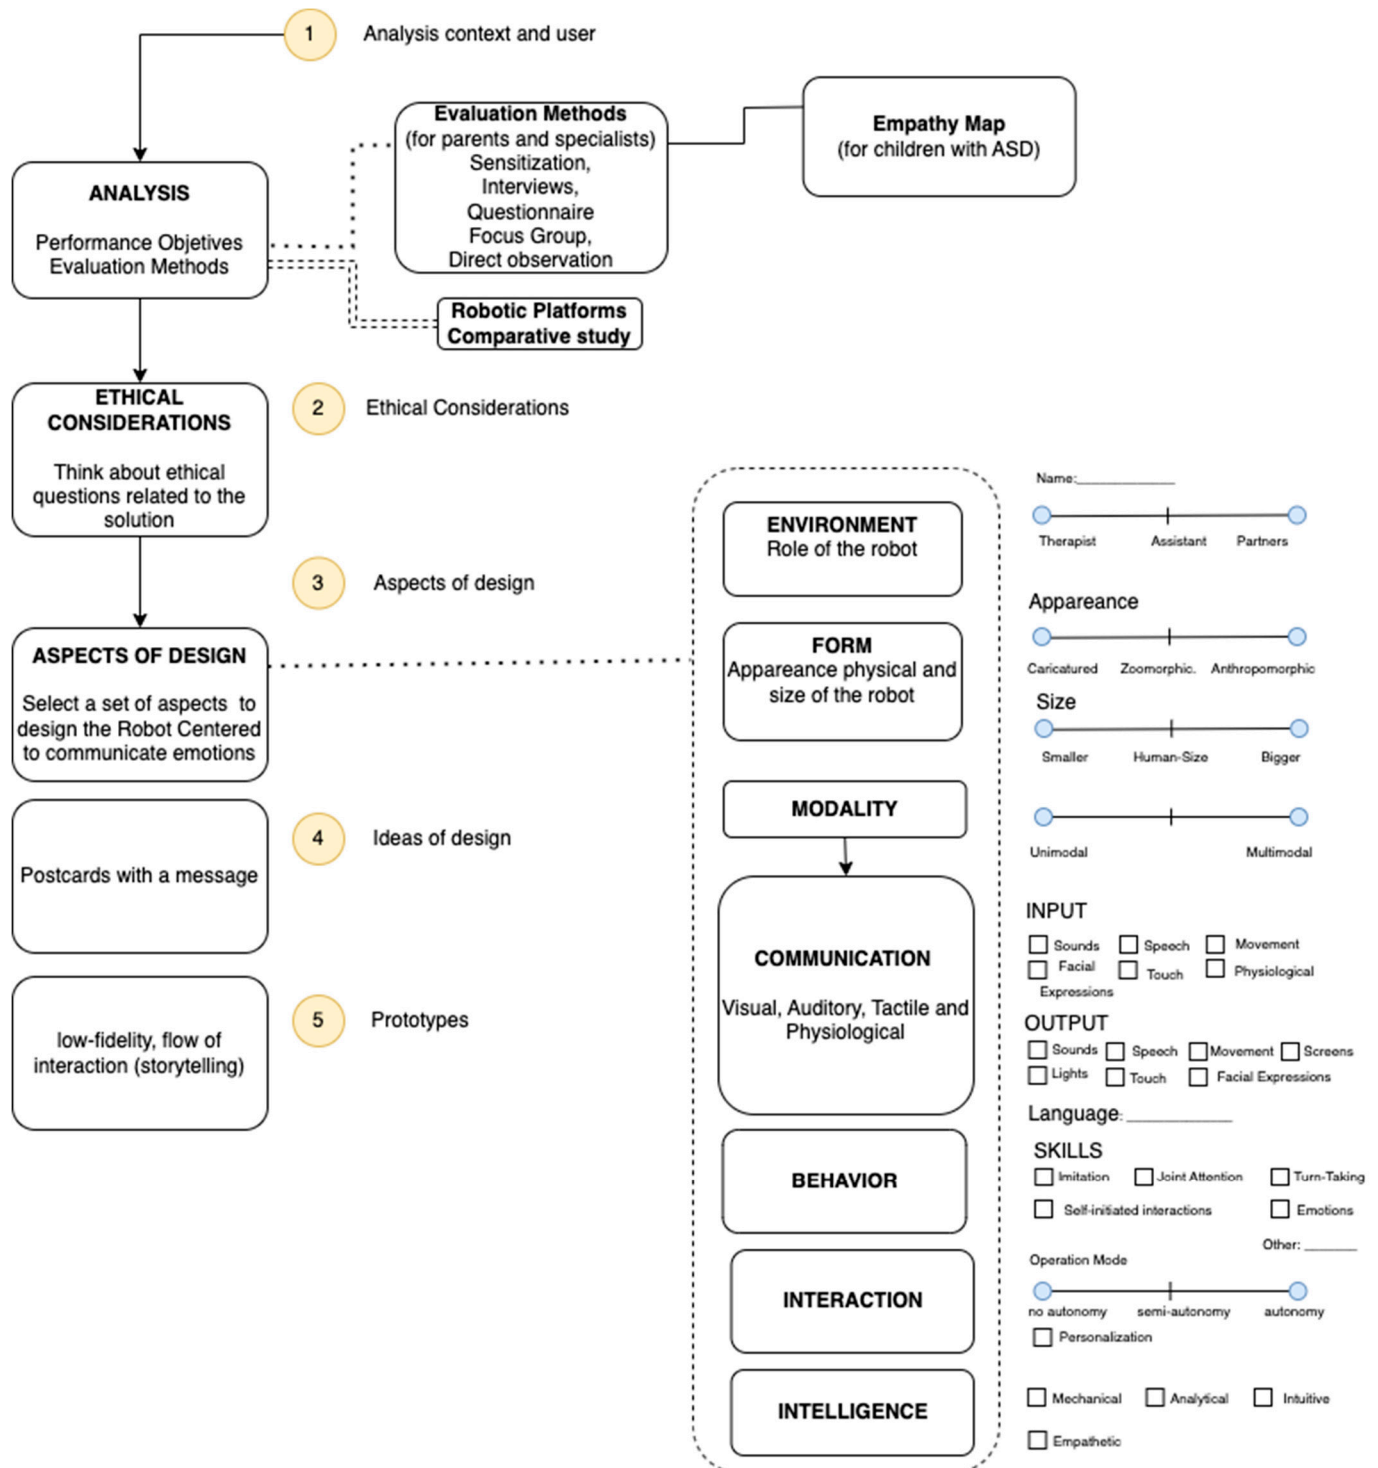 1
Analysis context and user
ANALYSIS
Performance Objetives
Evaluation Methods
Evaluation Methods
(for parents and specialists)
Sensitization,
Interviews,
Questionnaire
Focus Group,
Direct observation
Empathy Map
(for children with ASD)
Robotic Platforms
Comparative study
ETHICAL
CONSIDERATIONS
Think about ethical
questions related to the
solution
2
Ethical Considerations
3
Aspects of design
ASPECTS OF DESIGN
Select a set of aspects to
design the Robot Centered
to communicate emotions
Postcards with a message
4
Ideas of design
low-fidelity, flow of
interaction (storytelling)
5
Prototypes
ENVIRONMENT
Role of the robot
FORM
Appareance physical and
size of the robot
MODALITY
COMMUNICATION
Visual, Auditory, Tactile and
Physiological
BEHAVIOR
INTERACTION
INTELLIGENCE
Name:______________
Therapist Assistant Partners
Appareance
Caricatured Zoomorphic. Anthropomorphic
Size
Smaller Human-Size Bigger
Unimodal Multimodal
INPUT
Sounds Speech Movement
Facial Expressions Touch Physiological
OUTPUT
Sounds Speech Movement Screens
Lights Touch Facial Expressions
Language: __________
SKILLS
Imitation Joint Attention Turn-Taking
Self-initiated interactions Emotions
Other: _______
Operation Mode
no autonomy semi-autonomy autonomy
Personalization
Mechanical Analytical Intuitive
Empathetic